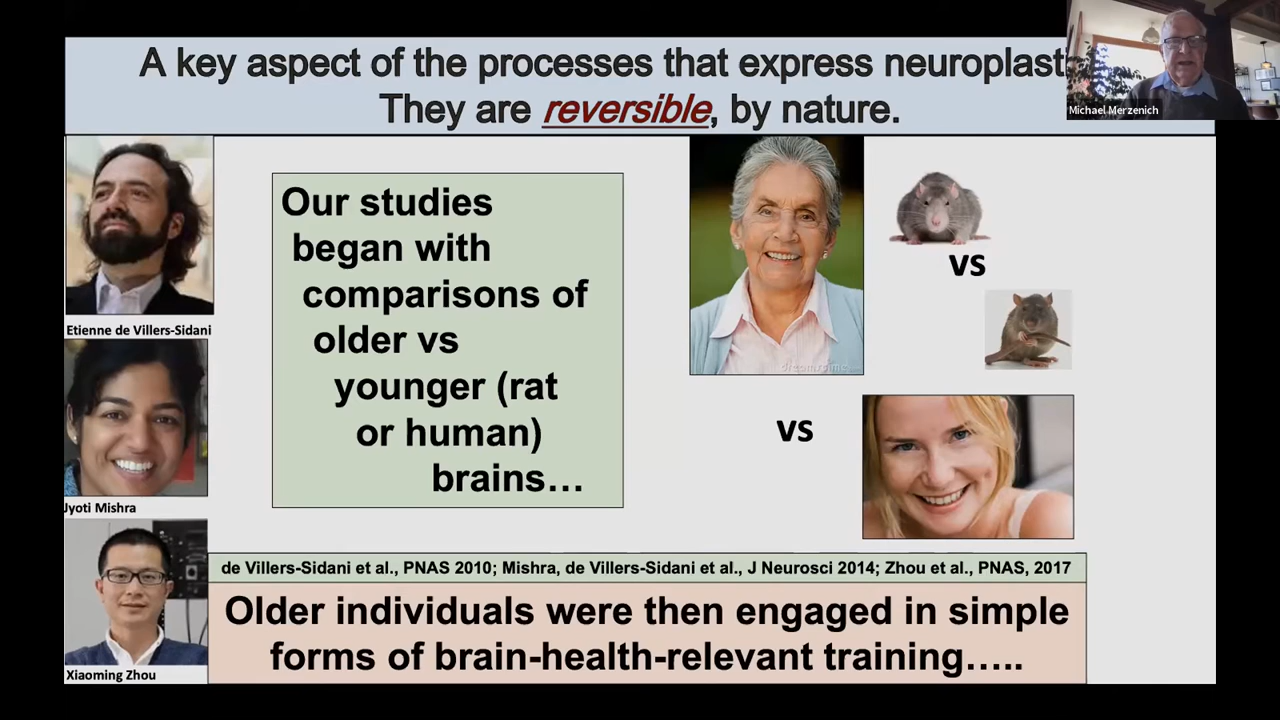 A key aspect of the processes that express neuroplasti
They are reversible, by nature.
Michael Merzenich
Etienne de Villers-Sidani
Jyoti Mishra
Xiaoming Zhou
Our studies
began with
comparisons of
older vs
younger (rat
or human)
brains…
dreamstime
vs
vs
de Villers-Sidani et al., PNAS 2010; Mishra, de Villers-Sidani et al., J Neurosci 2014; Zhou et al., PNAS, 2017
Older individuals were then engaged in simple
forms of brain-health-relevant training…..